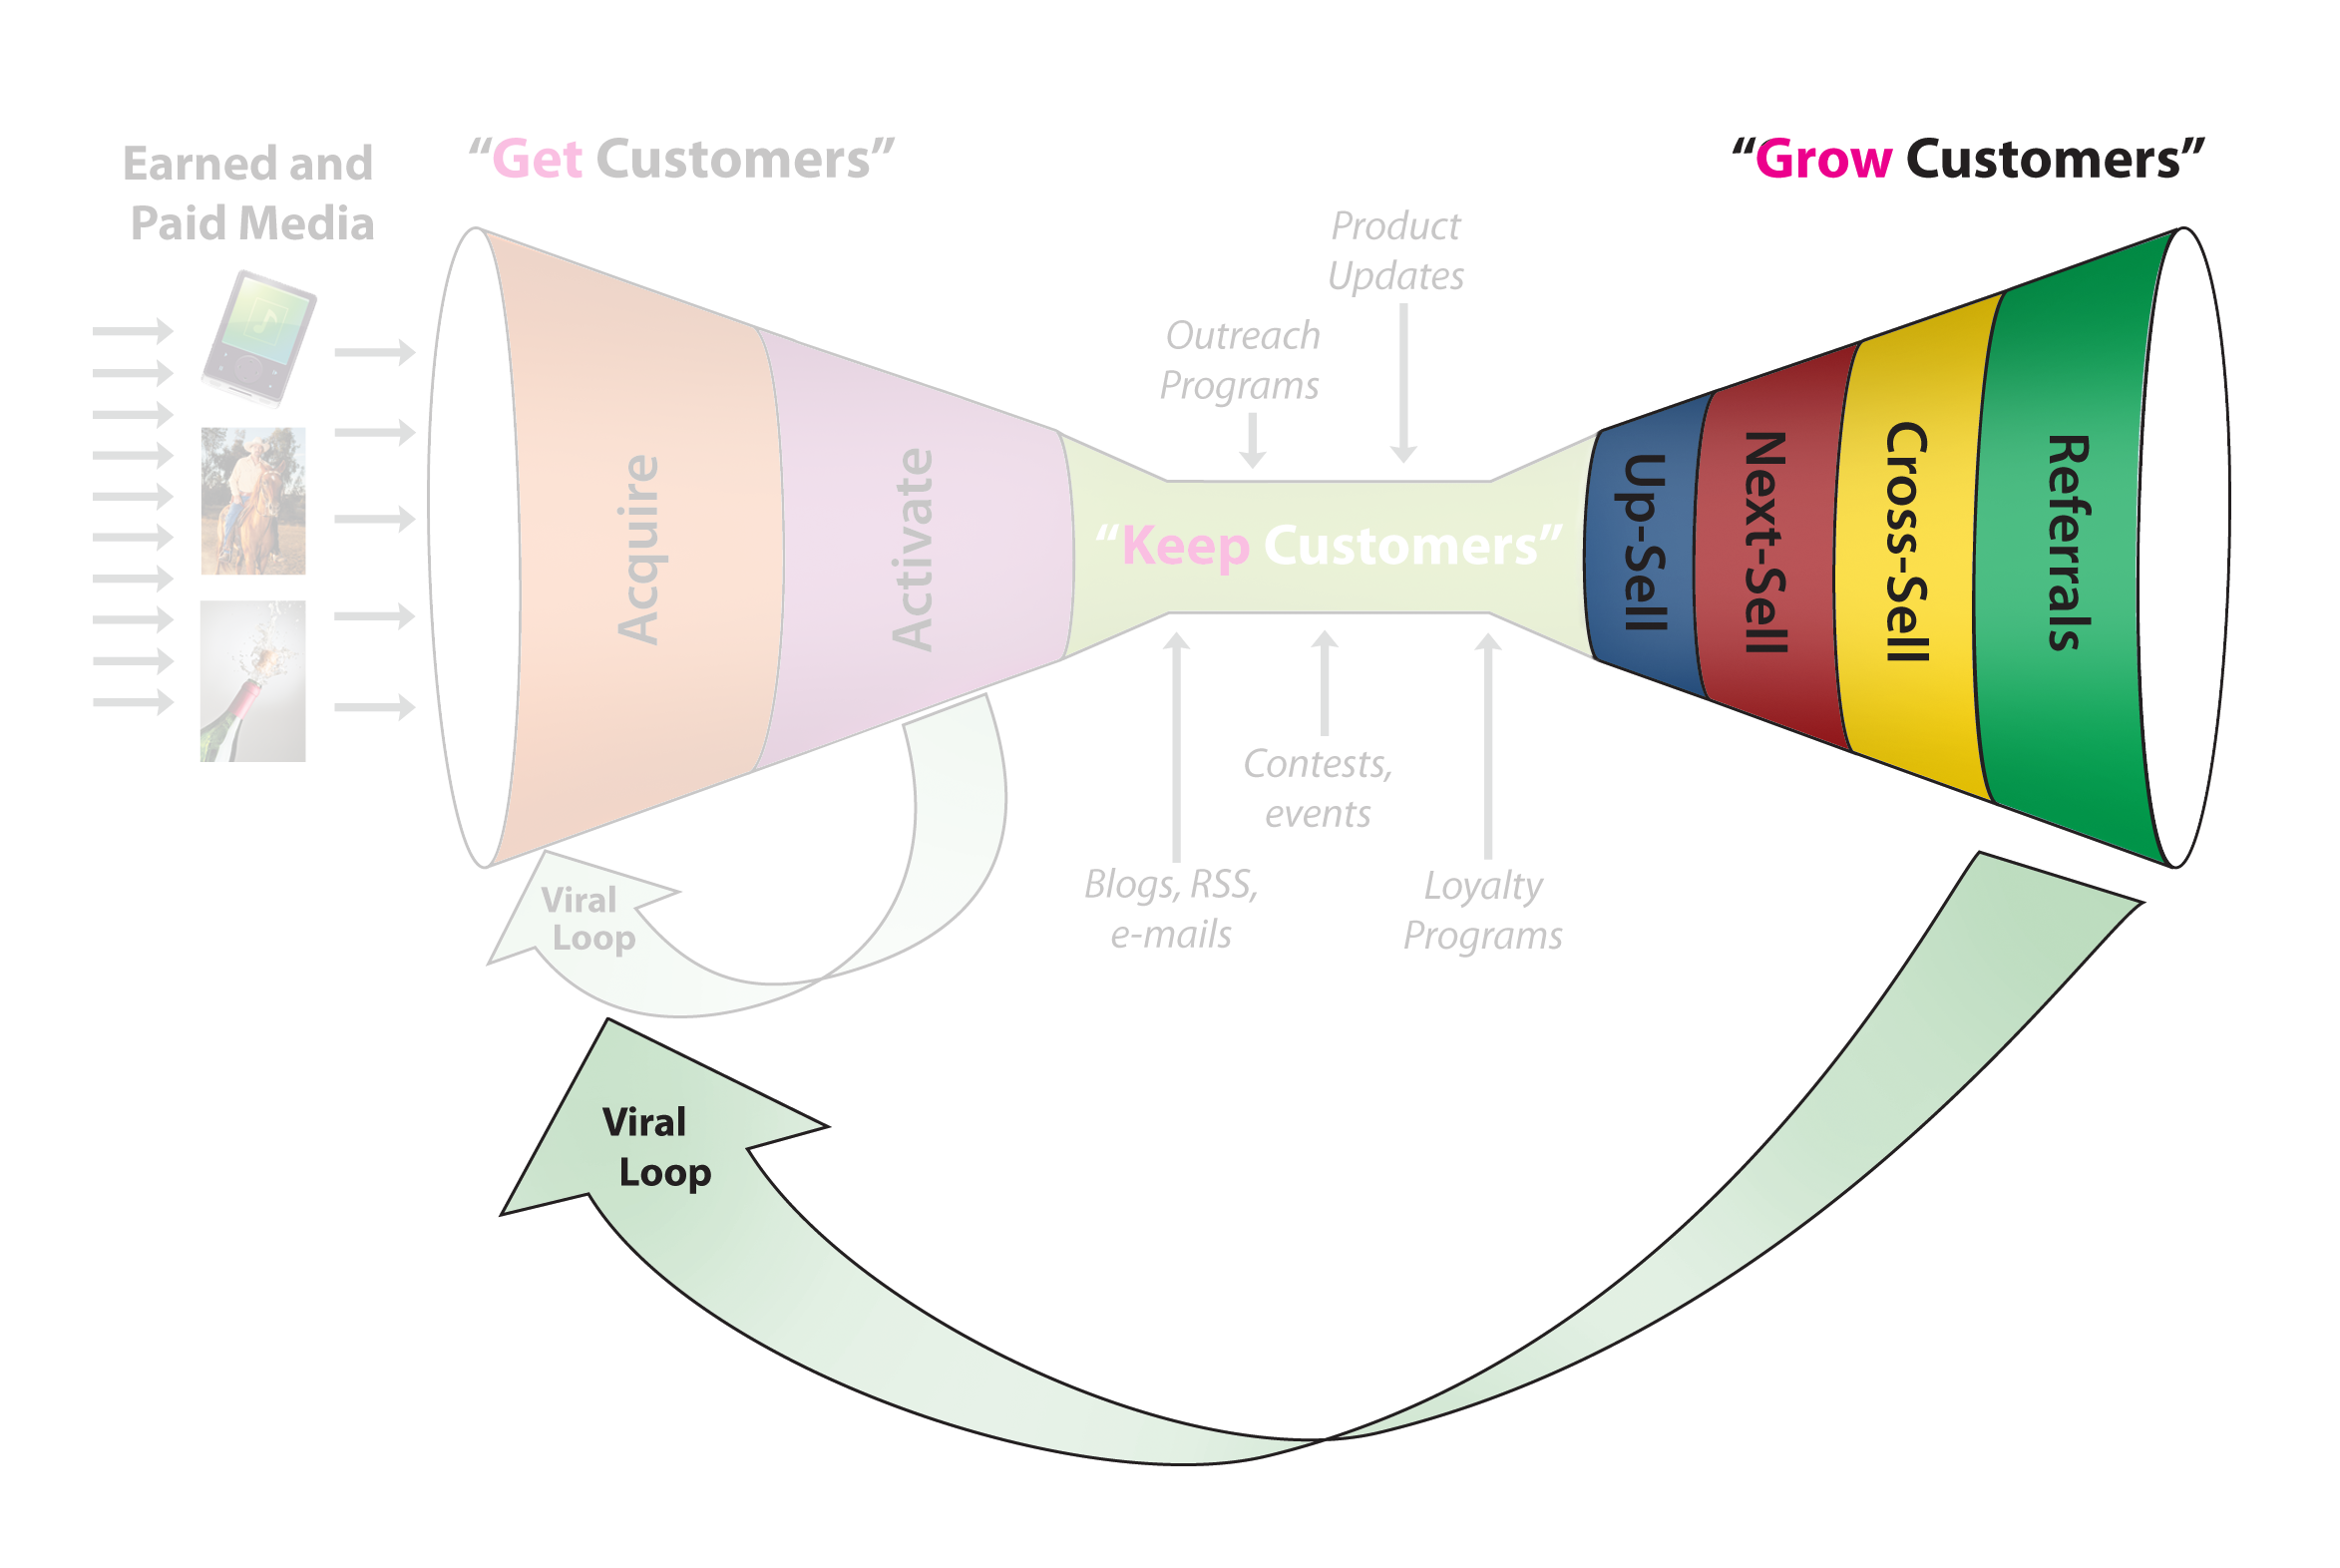 Earned and
Paid Media
“Get Customers”
“Grow Customers”
Product
Updates
Outreach
Programs
Acquire
Activate
“Keep Customers”
Up-Sell
Next-Sell
Cross-Sell
Referrals
Contests,
events
Blogs, RSS,
e-mails
Loyalty
Programs
Viral
Loop
Viral
Loop